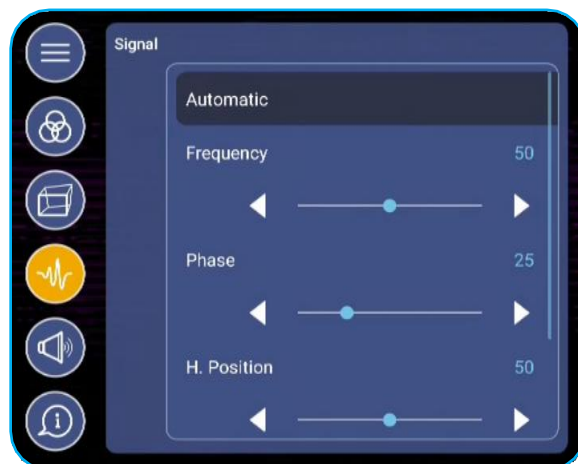 Signal
Automatic
Frequency 50
Phase 25
H. Position 50